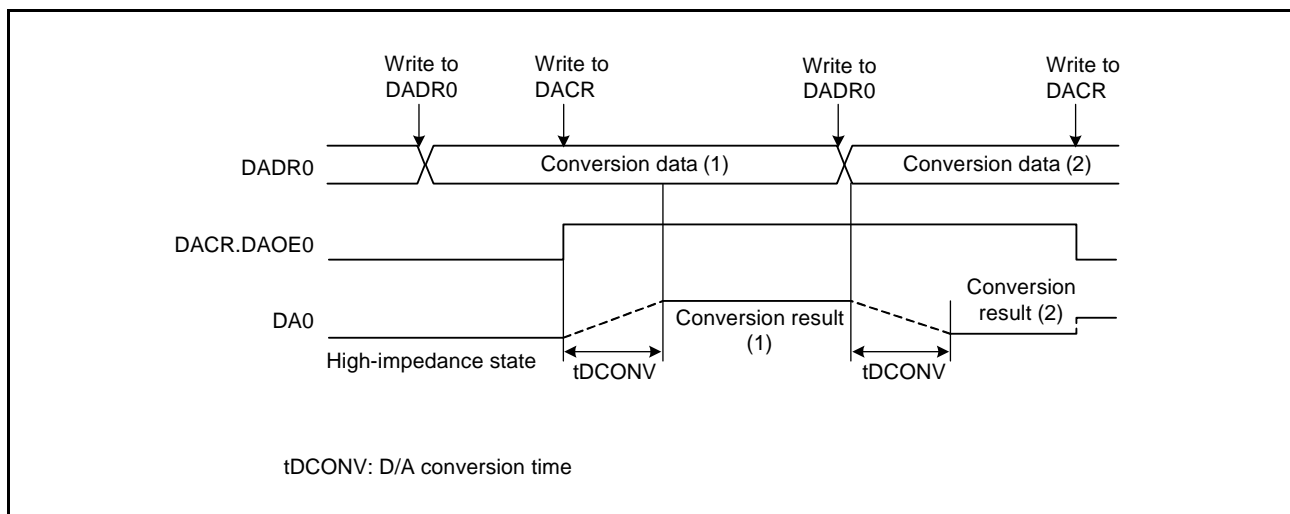 Write to
DADR0
Write to
DACR
Write to
DADR0
Write to
DACR
DADR0
Conversion data (1)
Conversion data (2)
DACR.DAOE0
DA0
High-impedance state
Conversion result
(1)
Conversion
result (2)
tDCONV
tDCONV
tDCONV: D/A conversion time